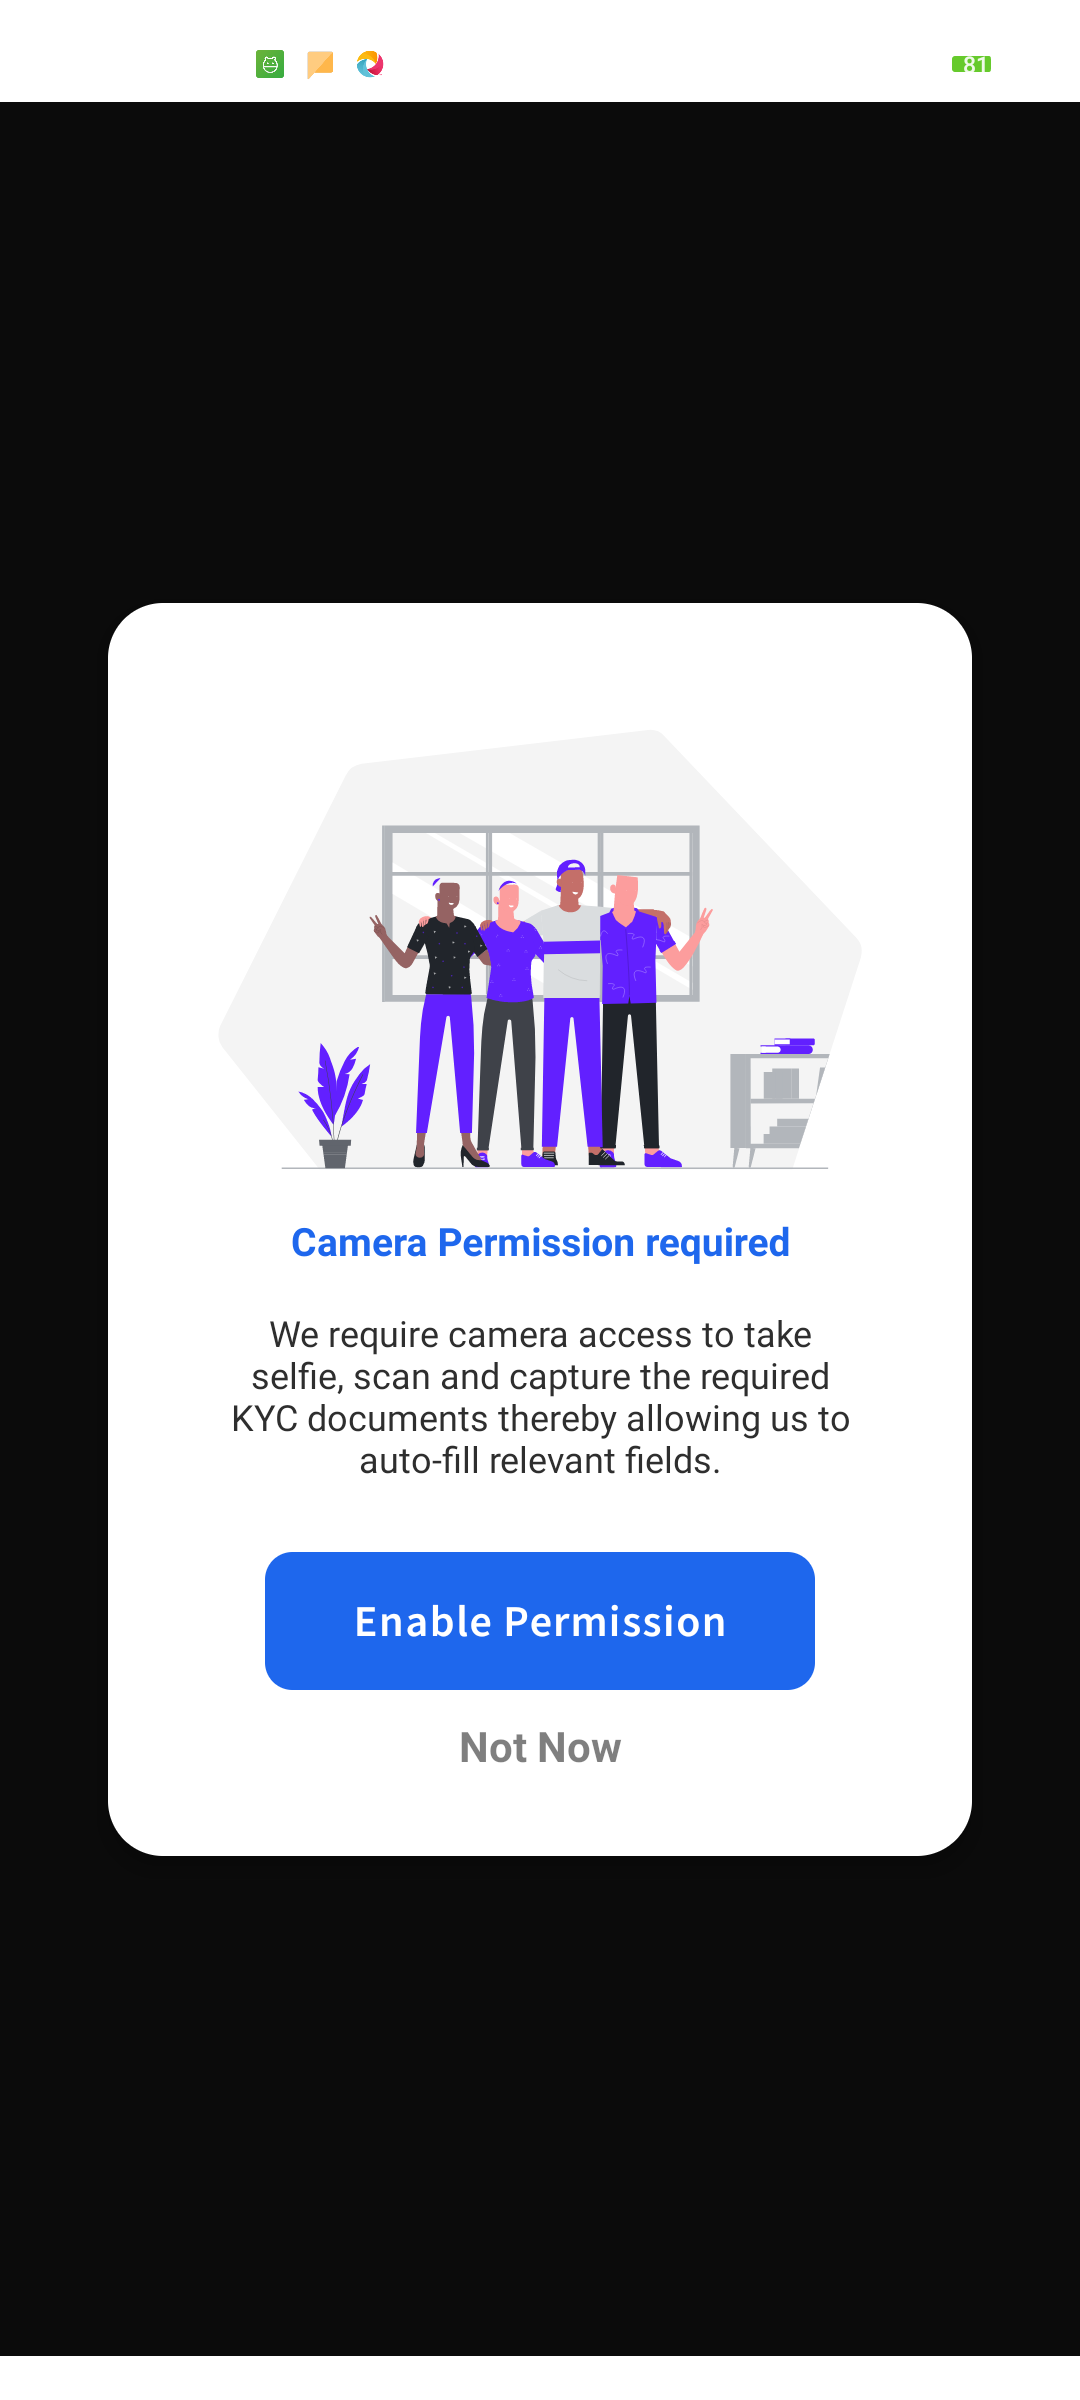 81
Camera Permission required
We require camera access to take
selfie, scan and capture the required
KYC documents thereby allowing us to
auto-fill relevant fields.
Enable Permission
Not Now